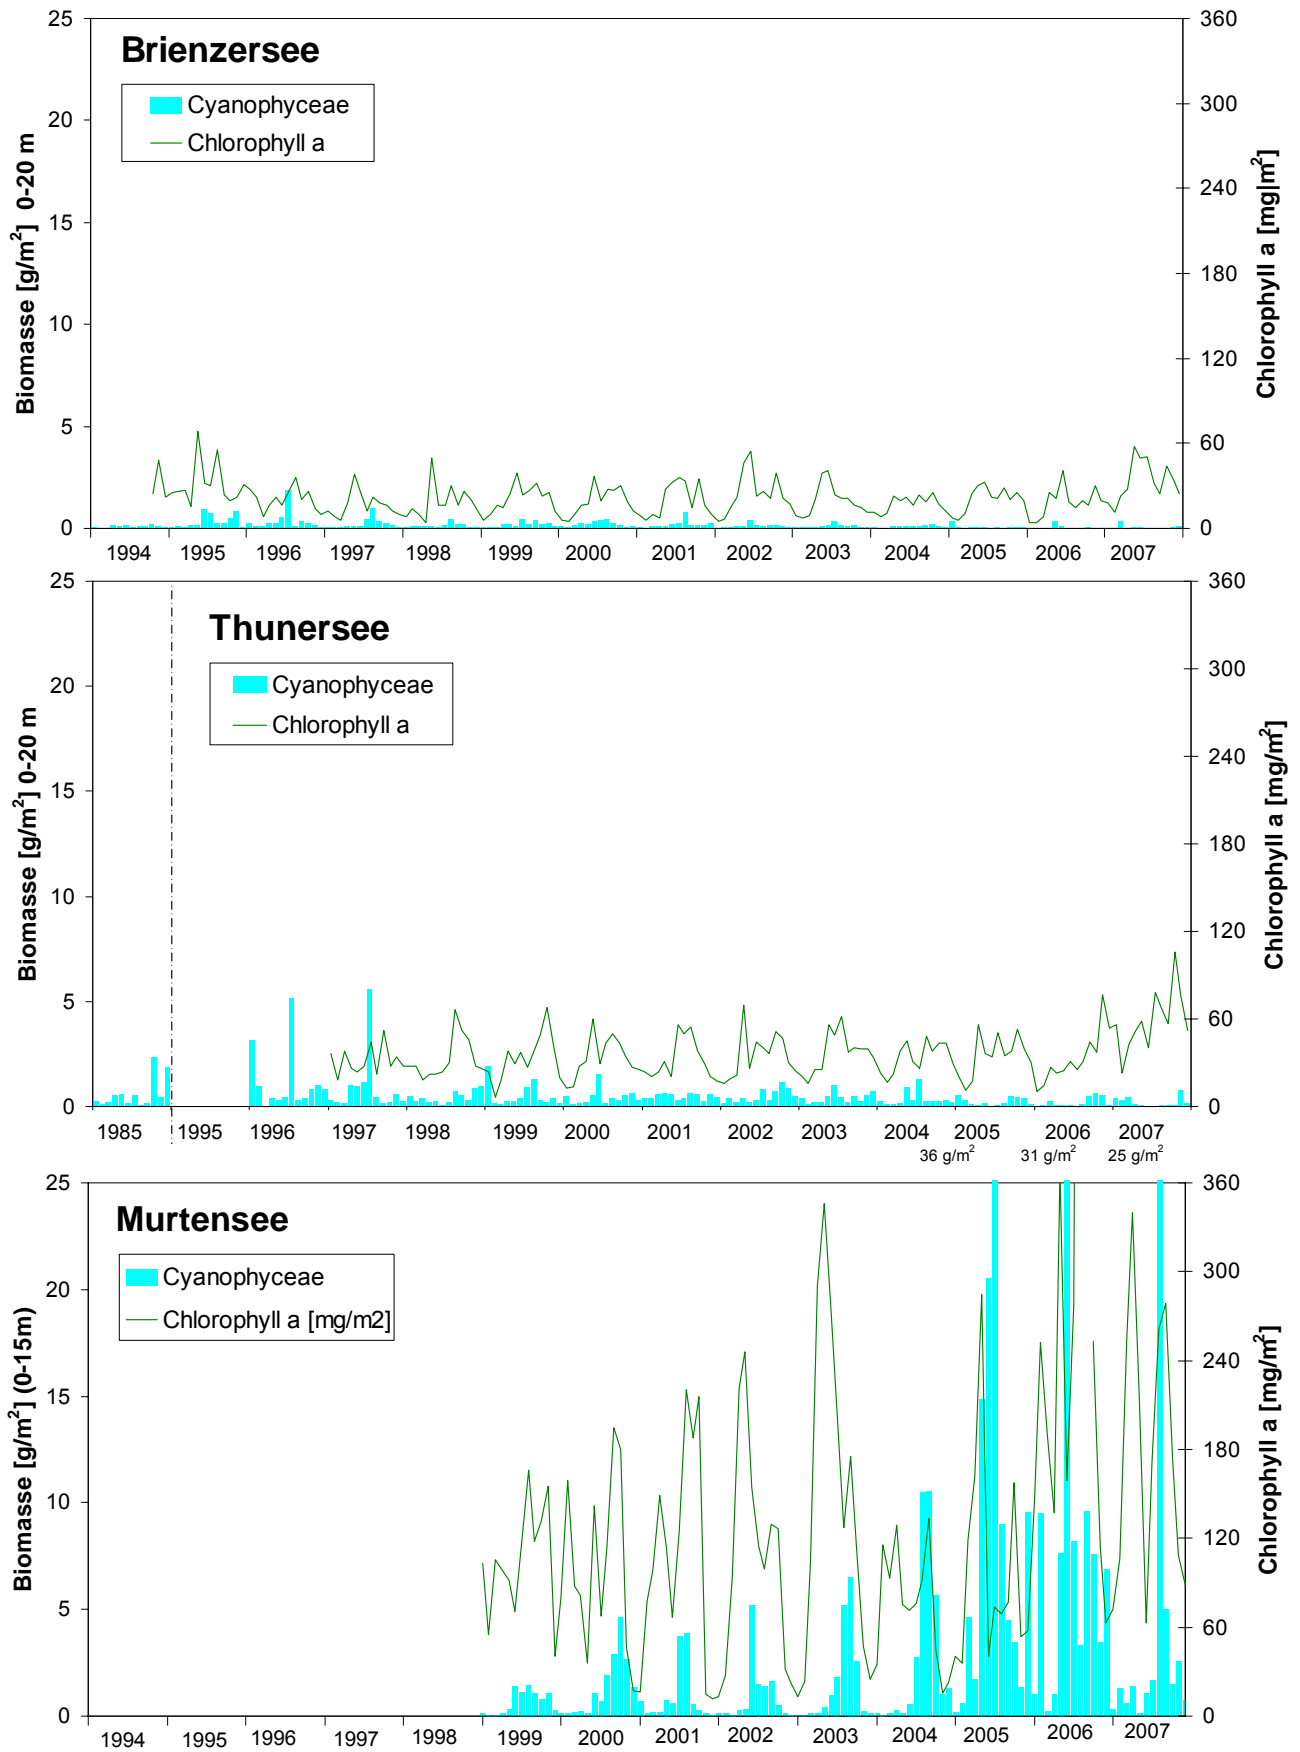 Brienzersee
Cyanophyceae
Chlorophyll a
Biomasse [g/m²] 0-20 m
25
20
15
10
5
0
Chlorophyll a [mg|m²]
360
300
240
180
120
60
0
1994 1995 1996 1997 1998 1999 2000 2001 2002 2003 2004 2005 2006 2007
Thunersee
Cyanophyceae
Chlorophyll a
Biomasse [g/m²] 0-20 m
25
20
15
10
5
0
Chlorophyll a [mg/m²]
360
300
240
180
120
60
0
1985 1995 1996 1997 1998 1999 2000 2001 2002 2003 2004 2005 2006 2007
36 g/m² 31 g/m² 25 g/m²
Murtensee
Cyanophyceae
Chlorophyll a [mg/m2]
Biomasse [g/m²] (0-15m)
25
20
15
10
5
0
Chlorophyll a [mg/m²]
360
300
240
180
120
60
0
1994 1995 1996 1997 1998 1999 2000 2001 2002 2003 2004 2005 2006 2007